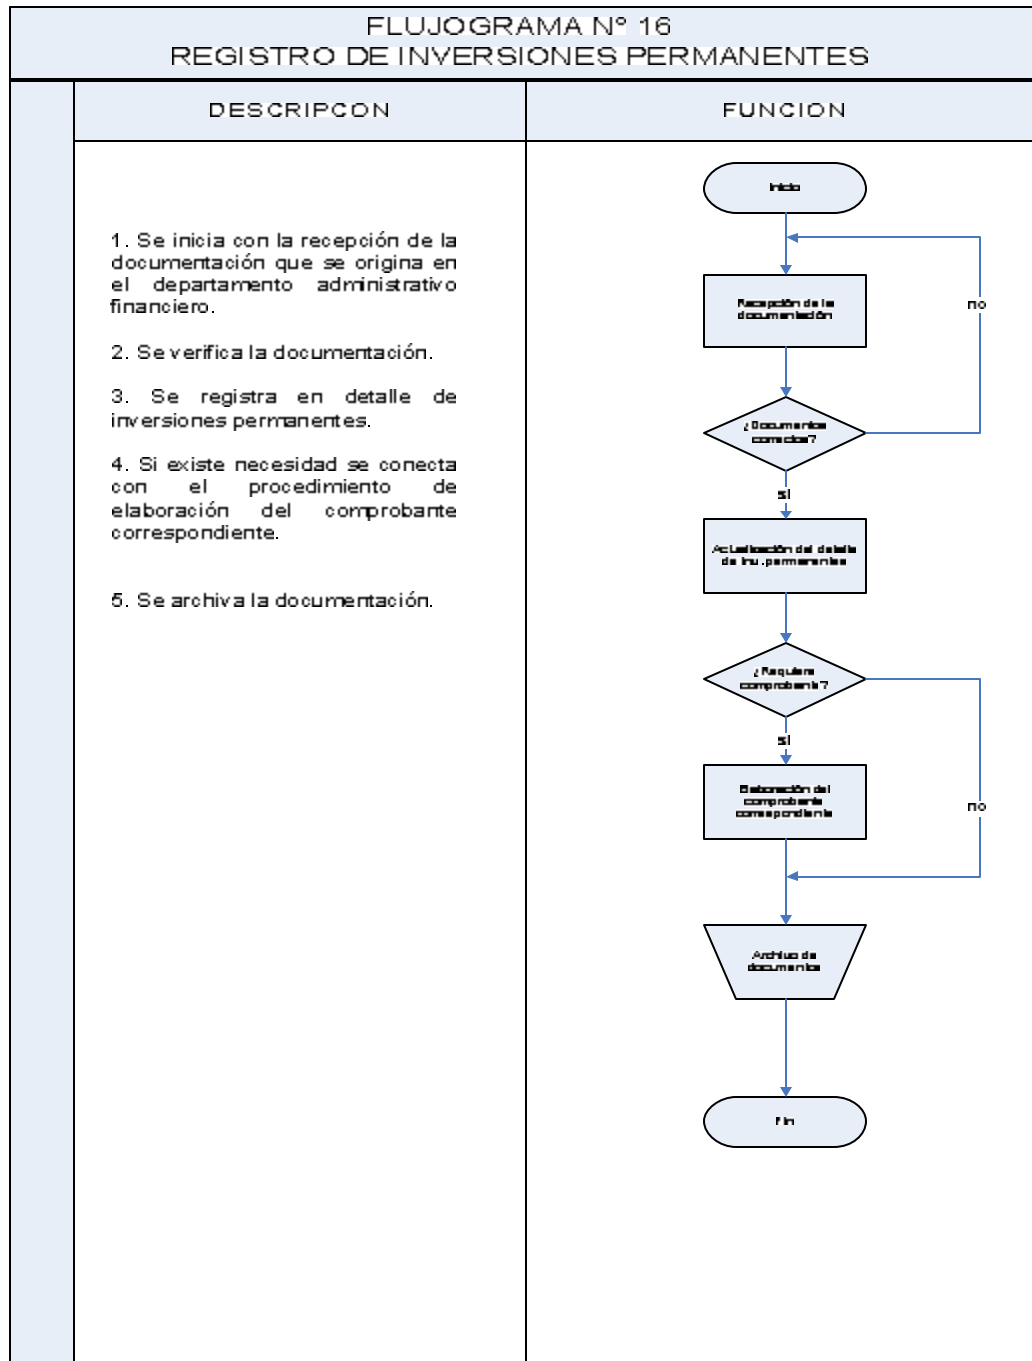 FLUJOGRAMA Nº 16
REGISTRO DE INVERSIONES PERMANENTES
DESCRIPCON
FUNCION
1. Se inicia con la recepción de la
documentación que se origina en
el departamento administrativo
financiero.
2. Se verifica la documentación.
3. Se registra en detalle de
inversiones permanentes.
4. Si existe necesidad se conecta
con el procedimiento de
elaboración del comprobante
correspondiente.
5. Se archiva la documentación.
Inicio
Recepción de la
documentación
no
¿Documentos
correctos?
si
Actualización del detalle
de inv. permanentes
¿Requiere
comprobante?
si
Elaboración del
comprobante
correspondiente
no
Archivo de
documentos
Fin